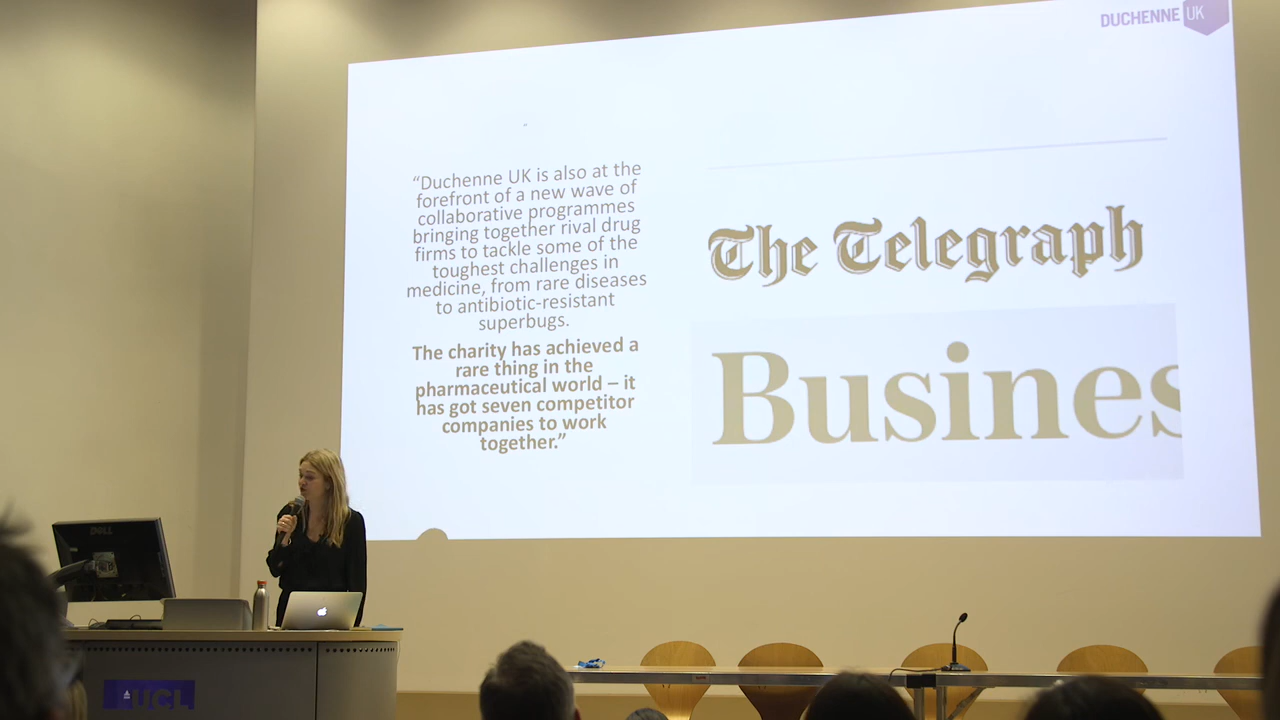 DUCHENNE UK
“Duchenne UK is also at the
forefront of a new wave of
collaborative programmes
bringing together rival drug
firms to tackle some of the
toughest challenges in
medicine, from rare diseases
to antibiotic-resistant
superbugs.
The charity has achieved a
rare thing in the
pharmaceutical world – it
has got seven competitor
companies to work
together.”
The Telegraph
Busines
DELL
UCL